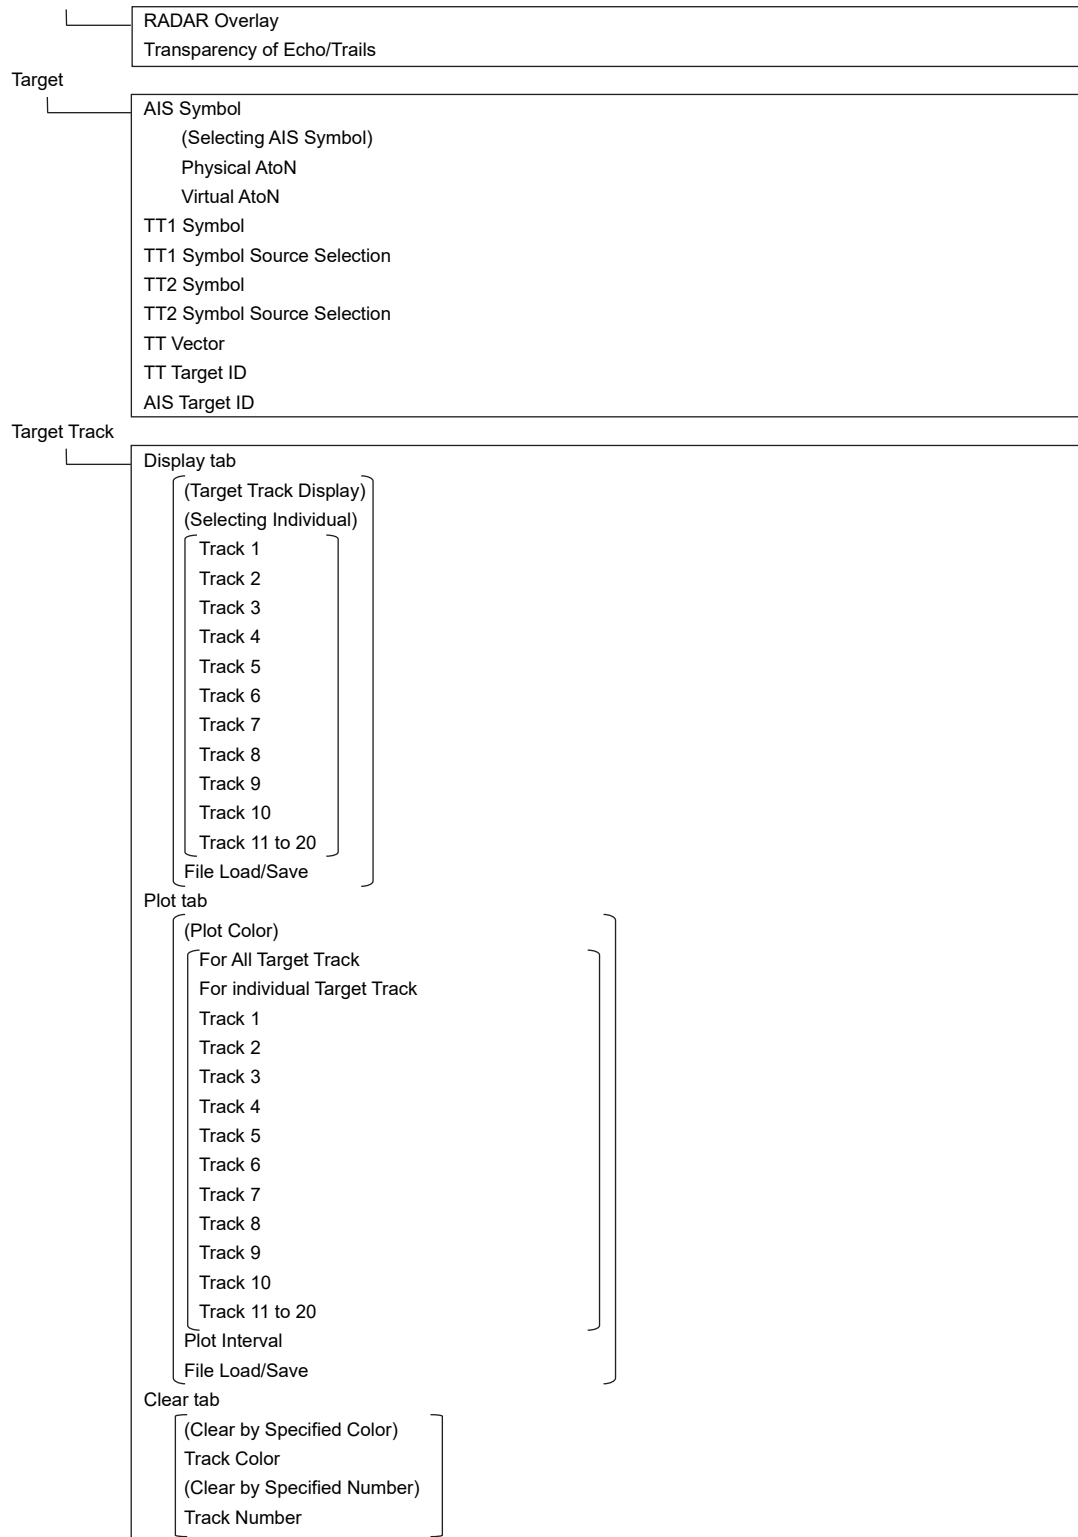 RADAR Overlay
Transparency of Echo/Trails
Target
AIS Symbol
(Selecting AIS Symbol)
Physical AtoN
Virtual AtoN
TT1 Symbol
TT1 Symbol Source Selection
TT2 Symbol
TT2 Symbol Source Selection
TT Vector
TT Target ID
AIS Target ID
Target Track
Display tab
(Target Track Display)
(Selecting Individual)
Track 1
Track 2
Track 3
Track 4
Track 5
Track 6
Track 7
Track 8
Track 9
Track 10
Track 11 to 20
File Load/Save
Plot tab
(Plot Color)
For All Target Track
For individual Target Track
Track 1
Track 2
Track 3
Track 4
Track 5
Track 6
Track 7
Track 8
Track 9
Track 10
Track 11 to 20
Plot Interval
File Load/Save
Clear tab
(Clear by Specified Color)
Track Color
(Clear by Specified Number)
Track Number